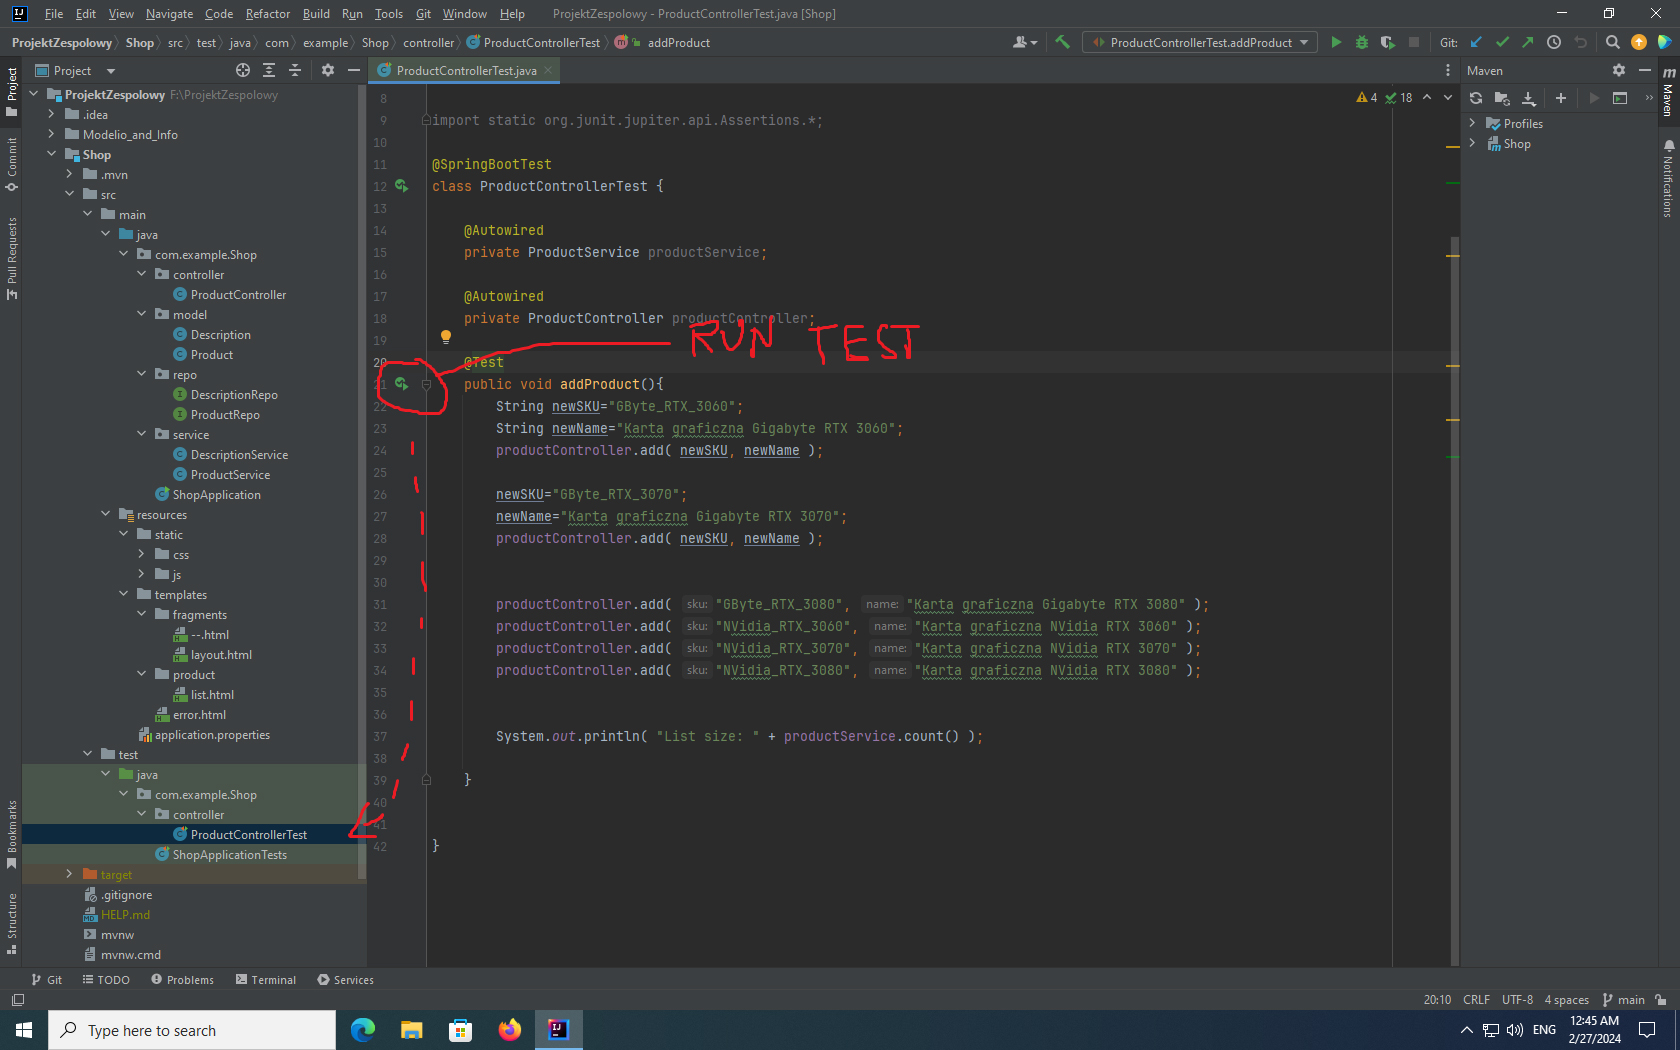 File Edit View Navigate Code Refactor Build Run Tools Git Window Help ProjektZespolowy - ProductControllerTest.java [Shop]
ProjektZespolowy Shop src test java com example Shop controller ProductControllerTest addProduct ProductControllerTest.addProduct Git:
Project
ProductControllerTest.java
Maven
ProjektZespolowy F:\ProjektZespolowy
.idea
Modelio_and_Info
Shop
.mvn
src
main
java
com.example.Shop
controller
ProductController
model
Description
Product
repo
DescriptionRepo
ProductRepo
service
DescriptionService
ProductService
ShopApplication
resources
static
css
js
templates
fragments
--.html
layout.html
product
list.html
error.html
application.properties
test
java
com.example.Shop
controller
ProductControllerTest
ShopApplicationTests
target
.gitignore
HELP.md
mvnw
mvnw.cmd
Project
Commit
Pull Requests
Bookmarks
Structure
4 18
8
9 import static org.junit.jupiter.api.Assertions.*;
10
11 @SpringBootTest
12 class ProductControllerTest {
13
14 @Autowired
15 private ProductService productService;
16
17 @Autowired
18 private ProductController productController;
19
RUN TEST
20 @Test
21 public void addProduct(){
22 String newSKU="GByte_RTX_3060";
23 String newName="Karta graficzna Gigabyte RTX 3060";
24 productController.add( newSKU, newName );
25
26 newSKU="GByte_RTX_3070";
27 newName="Karta graficzna Gigabyte RTX 3070";
28 productController.add( newSKU, newName );
29
30
31 productController.add( sku: "GByte_RTX_3080", name: "Karta graficzna Gigabyte RTX 3080" );
32 productController.add( sku: "NVidia_RTX_3060", name: "Karta graficzna NVidia RTX 3060" );
33 productController.add( sku: "NVidia_RTX_3070", name: "Karta graficzna NVidia RTX 3070" );
34 productController.add( sku: "NVidia_RTX_3080", name: "Karta graficzna NVidia RTX 3080" );
35
36
37 System.out.println( "List size: " + productService.count() );
38
39 }
40
41
42 }
Profiles
Shop
Maven
Notifications
Git TODO Problems Terminal Services
20:10 CRLF UTF-8 4 spaces main
Type here to search
ENG
12:45 AM
2/27/2024